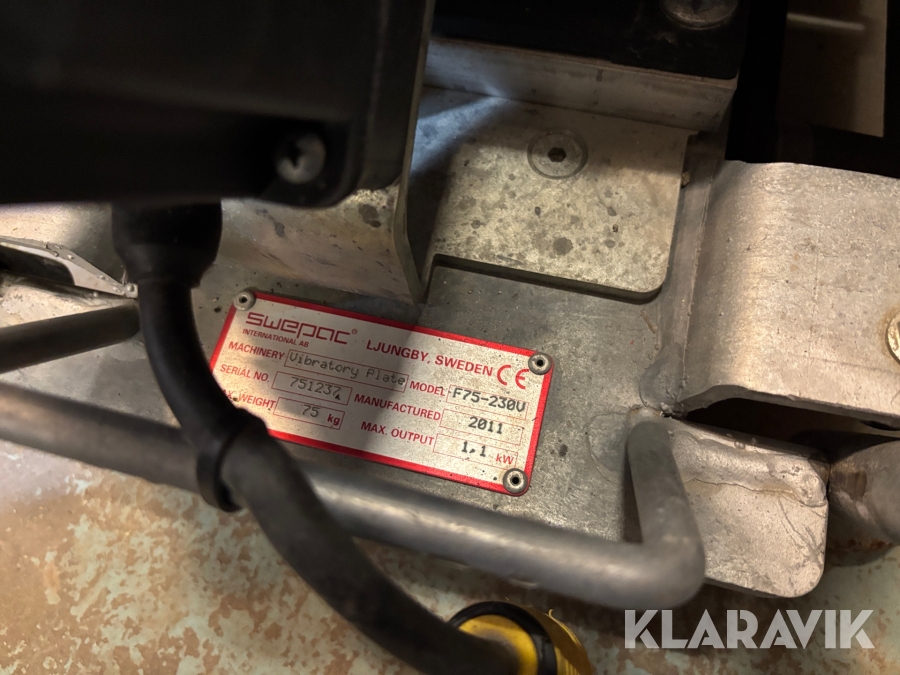 swepac®
INTERNATIONAL AB
LJUNGBY, SWEDEN CE
MACHINERY Vibratory Plate MODEL F75-230V
SERIAL NO. 751237 MANUFACTURED 2011
X. WEIGHT 75 kg MAX. OUTPUT 1,1 kW
KLARAVIK